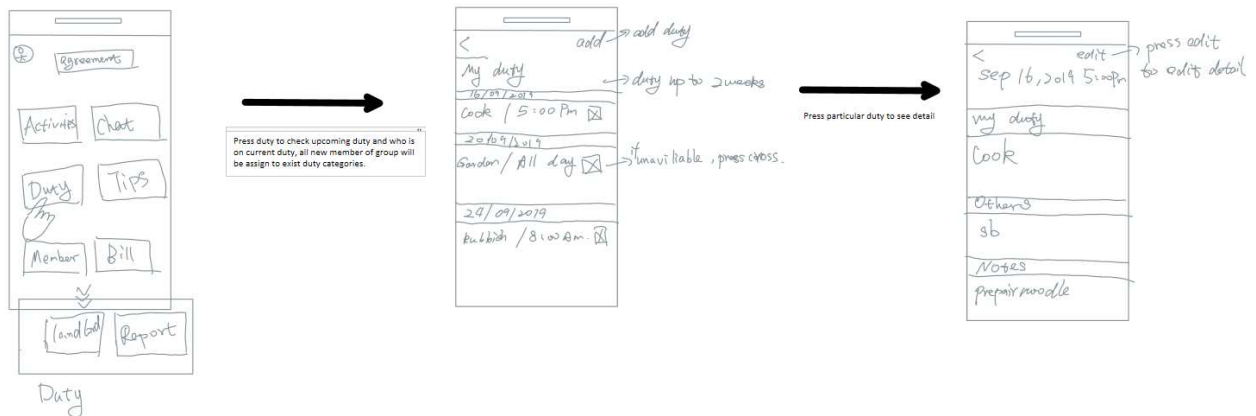 agreement
Activities
Chat
Duty
Tips
Member
Bill
landlord
Report
Duty
Press duty to check upcoming duty and who is
on current duty, all new member of group will
be assign to exist duty categories.
<
add
add duty
My duty
duty up to 2 weeks
16/09/2019
Cook / 5:00 Pm
20/09/2019
Garden / All day
if unaviliable, press cross.
24/09/2019
Rubbish / 8:00 Am.
Press particular duty to see detail
<
edit
press edit
to edit detail
Sep 16, 2019 5:00pm
my duty
Cook
Others
sb
Notes
prepair noodle